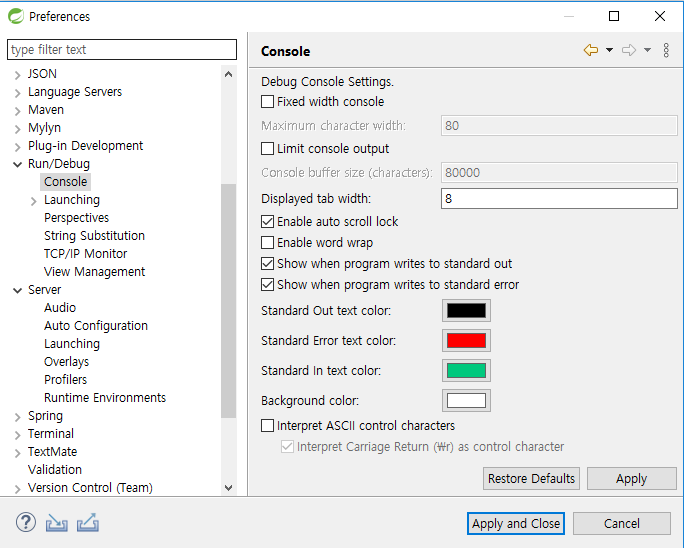 Preferences
type filter text
JSON
Language Servers
Maven
Mylyn
Plug-in Development
Run/Debug
Console
Launching
Perspectives
String Substitution
TCP/IP Monitor
View Management
Server
Audio
Auto Configuration
Launching
Overlays
Profilers
Runtime Environments
Spring
Terminal
TextMate
Validation
Version Control (Team)
Console
Debug Console Settings.
Fixed width console
Maximum character width: 80
Limit console output
Console buffer size (characters): 80000
Displayed tab width: 8
Enable auto scroll lock
Enable word wrap
Show when program writes to standard out
Show when program writes to standard error
Standard Out text color:
Standard Error text color:
Standard In text color:
Background color:
Interpret ASCII control characters
Interpret Carriage Return (₩r) as control character
Restore Defaults Apply
? Apply and Close Cancel